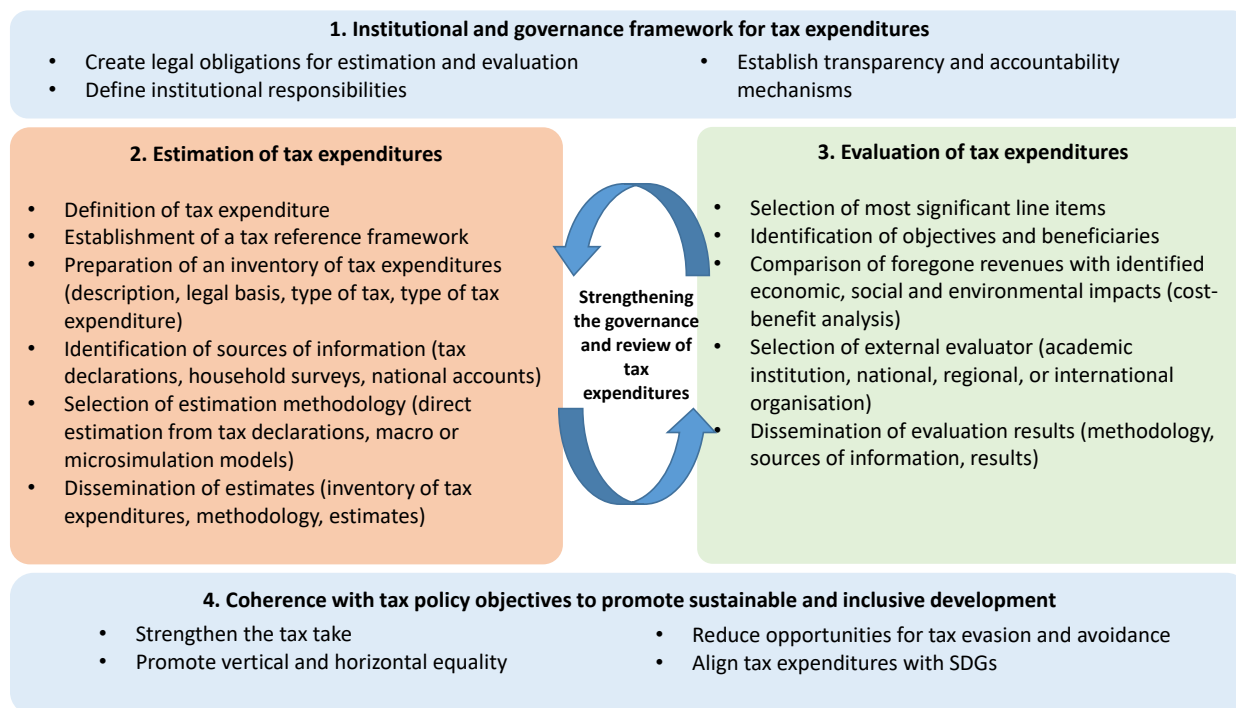 1. Institutional and governance framework for tax expenditures
• Create legal obligations for estimation and evaluation
• Define institutional responsibilities
• Establish transparency and accountability
mechanisms
2. Estimation of tax expenditures
• Definition of tax expenditure
• Establishment of a tax reference framework
• Preparation of an inventory of tax expenditures
(description, legal basis, type of tax, type of tax
expenditure)
• Identification of sources of information (tax
declarations, household surveys, national accounts)
• Selection of estimation methodology (direct
estimation from tax declarations, macro or
microsimulation models)
• Dissemination of estimates (inventory of tax
expenditures, methodology, estimates)
Strengthening
the governance
and review of
tax
expenditures
3. Evaluation of tax expenditures
• Selection of most significant line items
• Identification of objectives and beneficiaries
• Comparison of foregone revenues with identified
economic, social and environmental impacts (cost-
benefit analysis)
• Selection of external evaluator (academic
institution, national, regional, or international
organisation)
• Dissemination of evaluation results (methodology,
sources of information, results)
4. Coherence with tax policy objectives to promote sustainable and inclusive development
• Strengthen the tax take
• Promote vertical and horizontal equality
• Reduce opportunities for tax evasion and avoidance
• Align tax expenditures with SDGs